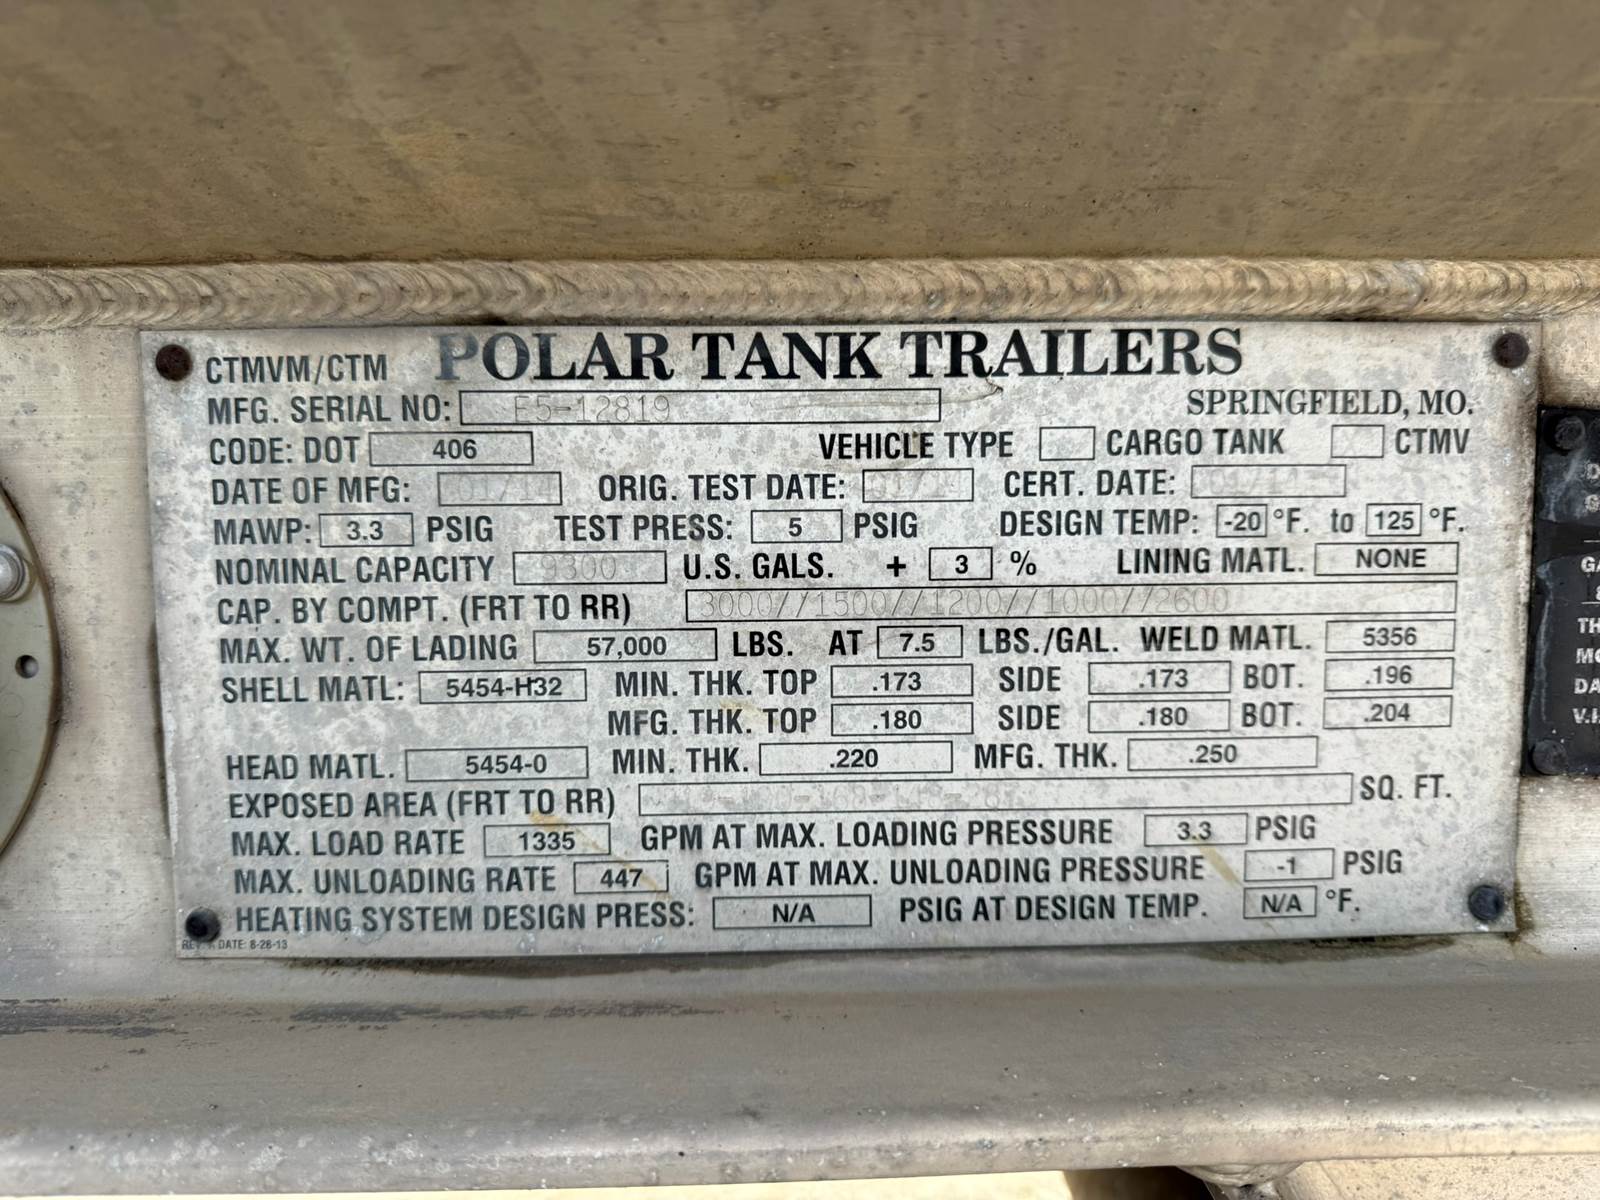 POLAR TANK TRAILERS
CTMVM/CTM
MFG. SERIAL NO: E5-12819 SPRINGFIELD, MO.
CODE: DOT 406 VEHICLE TYPE CARGO TANK CTMV
DATE OF MFG: 01/14 ORIG. TEST DATE: 01/14 CERT. DATE: 01/14
MAWP: 3.3 PSIG TEST PRESS: 5 PSIG DESIGN TEMP: -20 °F. to 125 °F.
NOMINAL CAPACITY 9300 U.S. GALS. + 3 % LINING MATL. NONE
CAP. BY COMPT. (FRT TO RR) 3000//1500//1200//1000//2600
MAX. WT. OF LADING 57,000 LBS. AT 7.5 LBS./GAL. WELD MATL. 5356
SHELL MATL: 5454-H32 MIN. THK. TOP .173 SIDE .173 BOT. .196
MFG. THK. TOP .180 SIDE .180 BOT. .204
HEAD MATL. 5454-0 MIN. THK. .220 MFG. THK. .250
EXPOSED AREA (FRT TO RR) SQ. FT.
MAX. LOAD RATE 1335 GPM AT MAX. LOADING PRESSURE 3.3 PSIG
MAX. UNLOADING RATE 447 GPM AT MAX. UNLOADING PRESSURE -1 PSIG
HEATING SYSTEM DESIGN PRESS: N/A PSIG AT DESIGN TEMP. N/A °F.
DATE: 8-28-13